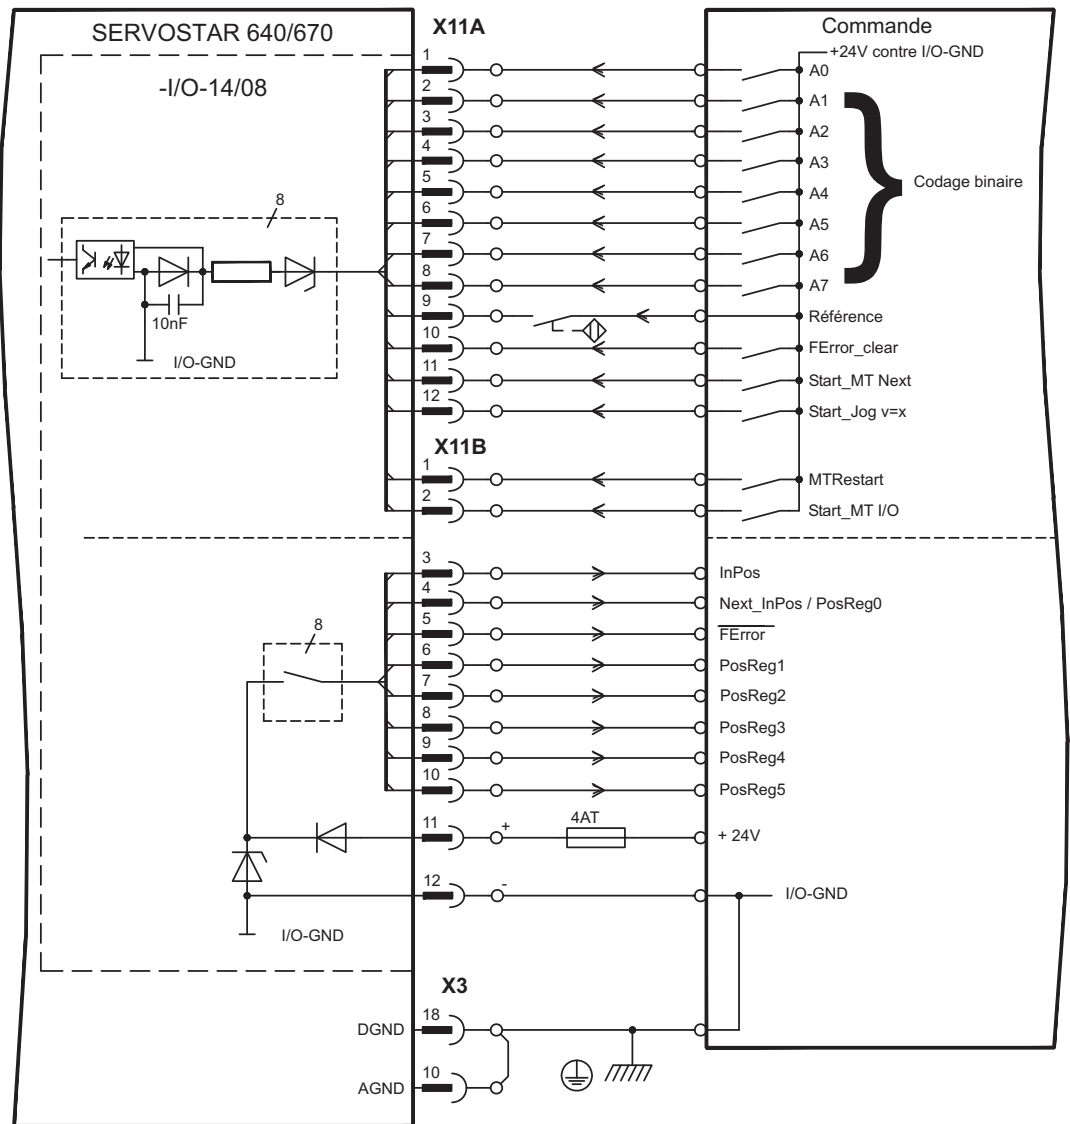 SERVOSTAR 640/670
-I/O-14/08
8
10nF
I/O-GND
X11A
1
2
3
4
5
6
7
8
9
10
11
12
Commande
+24V contre I/O-GND
A0
A1
A2
A3
A4
A5
A6
A7
Codage binaire
Référence
FError_clear
Start_MT Next
Start_Jog v=x
X11B
1
2
MTRestart
Start_MT I/O
3
4
5
6
7
8
9
10
8
InPos
Next_InPos / PosReg0
FError
PosReg1
PosReg2
PosReg3
PosReg4
PosReg5
11
+
4AT
+ 24V
12
-
I/O-GND
I/O-GND
X3
DGND
18
AGND
10